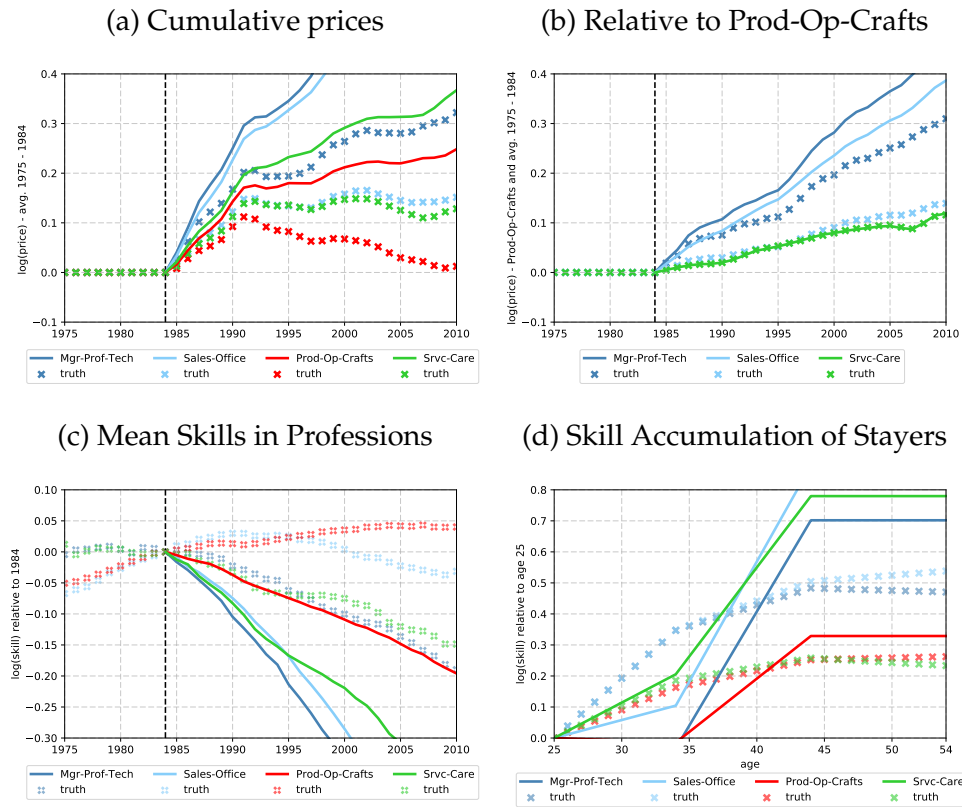 (a) Cumulative prices
(b) Relative to Prod-Op-Crafts
log(price) - avg. 1975 - 1984
0.4
0.3
0.2
0.1
0.0
−0.1
1975 1980 1985 1990 1995 2000 2005 2010
Mgr-Prof-Tech Sales-Office Prod-Op-Crafts Srvc-Care
truth truth truth truth
log(price) - Prod-Op-Crafts and avg. 1975 - 1984
0.4
0.3
0.2
0.1
0.0
−0.1
1975 1980 1985 1990 1995 2000 2005 2010
Mgr-Prof-Tech Sales-Office Srvc-Care
truth truth truth
(c) Mean Skills in Professions
(d) Skill Accumulation of Stayers
log(skill) relative to 1984
0.10
0.05
0.00
−0.05
−0.10
−0.15
−0.20
−0.25
−0.30
1975 1980 1985 1990 1995 2000 2005 2010
Mgr-Prof-Tech Sales-Office Prod-Op-Crafts Srvc-Care
truth truth truth truth
log(skill) relative to age 25
0.8
0.7
0.6
0.5
0.4
0.3
0.2
0.1
0.0
25 30 35 40 45 50 54
age
Mgr-Prof-Tech Sales-Office Prod-Op-Crafts Srvc-Care
truth truth truth truth